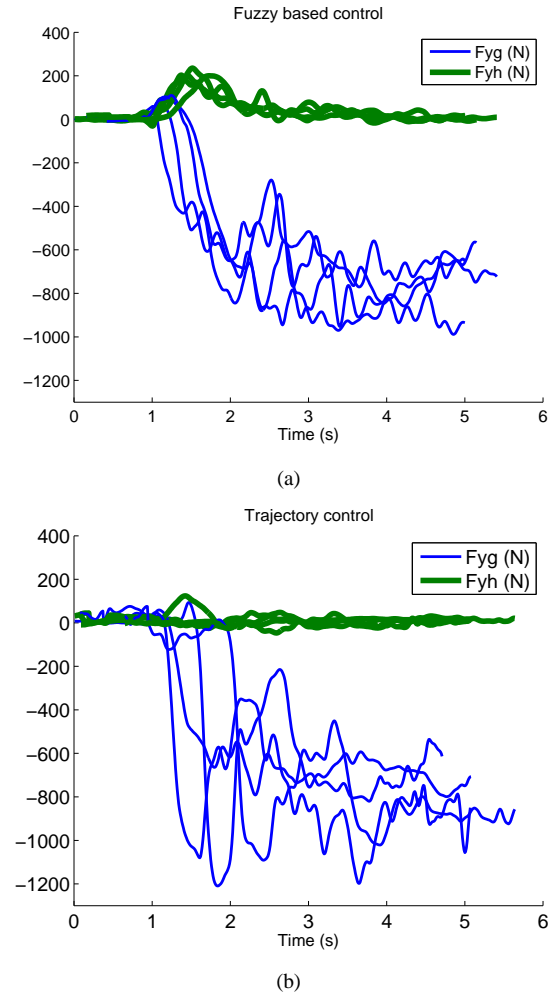 Fuzzy based control
400
200
0
−200
−400
−600
−800
−1000
−1200
Fyg (N)
Fyh (N)
0 1 2 3 4 5 6
Time (s)
(a)
Trajectory control
400
200
0
−200
−400
−600
−800
−1000
−1200
Fyg (N)
Fyh (N)
0 1 2 3 4 5 6
Time (s)
(b)